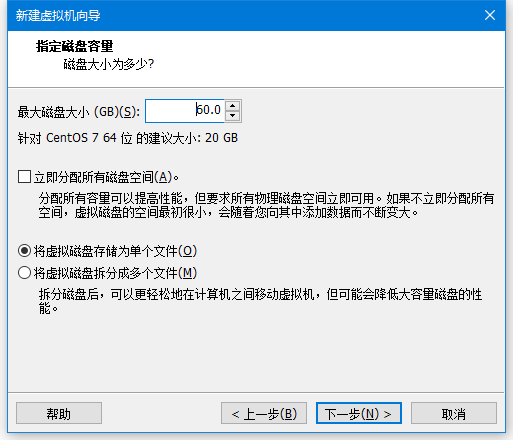 新建虚拟机向导
指定磁盘容量
磁盘大小为多少?
最大磁盘大小 (GB)(S): 60.0
针对 CentOS 7 64 位 的建议大小: 20 GB
立即分配所有磁盘空间(A)。
分配所有容量可以提高性能，但要求所有物理磁盘空间立即可用。如果不立即分配所有
空间，虚拟磁盘的空间最初很小，会随着您向其中添加数据而不断变大。
将虚拟磁盘存储为单个文件(O)
将虚拟磁盘拆分成多个文件(M)
拆分磁盘后，可以更轻松地在计算机之间移动虚拟机，但可能会降低大容量磁盘的性
能。
帮助 < 上一步(B) 下一步(N) > 取消